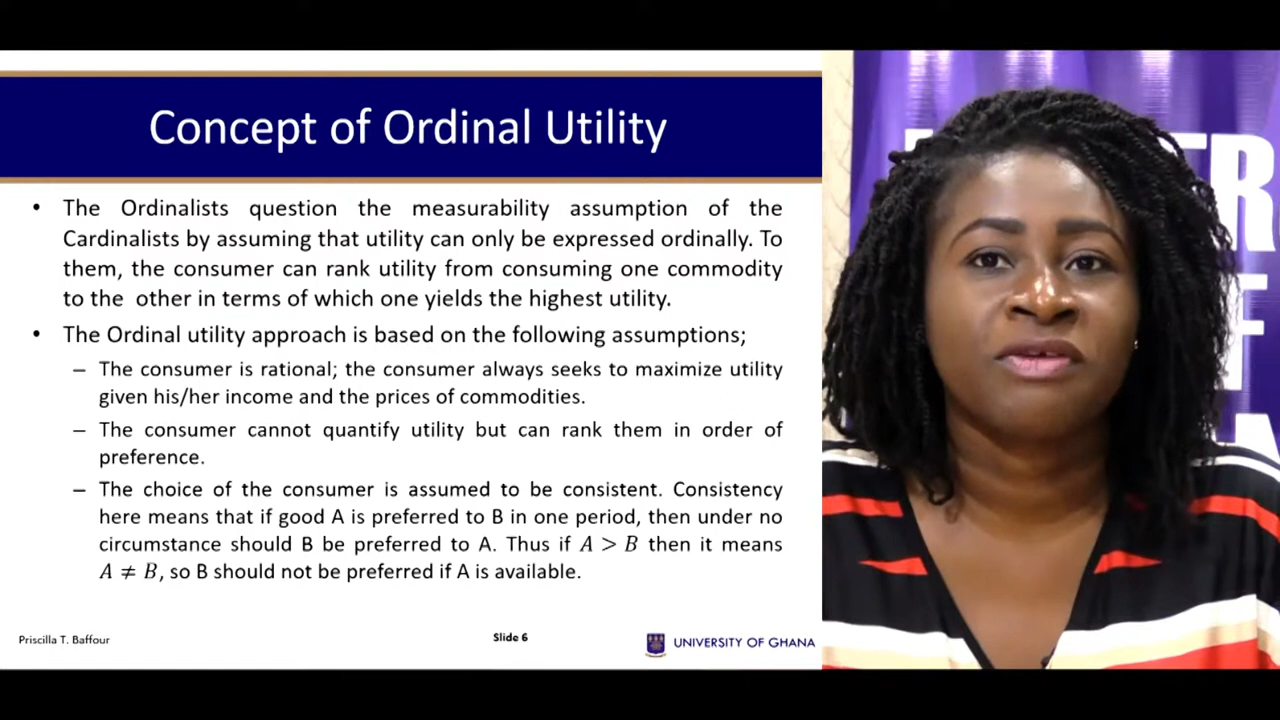 Concept of Ordinal Utility
• The Ordinalists question the measurability assumption of the
Cardinalists by assuming that utility can only be expressed ordinally. To
them, the consumer can rank utility from consuming one commodity
to the other in terms of which one yields the highest utility.
• The Ordinal utility approach is based on the following assumptions;
– The consumer is rational; the consumer always seeks to maximize utility
given his/her income and the prices of commodities.
– The consumer cannot quantify utility but can rank them in order of
preference.
– The choice of the consumer is assumed to be consistent. Consistency
here means that if good A is preferred to B in one period, then under no
circumstance should B be preferred to A. Thus if A > B then it means
A ≠ B, so B should not be preferred if A is available.
Priscilla T. Baffour
Slide 6
UNIVERSITY OF GHANA